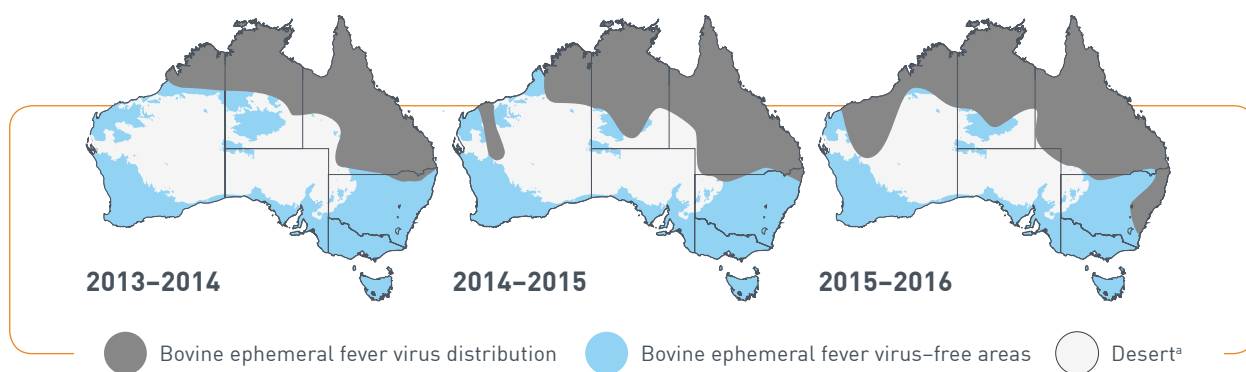 2013–2014
2014–2015
2015–2016
Bovine ephemeral fever virus distribution
Bovine ephemeral fever virus–free areas
Desertᵃ